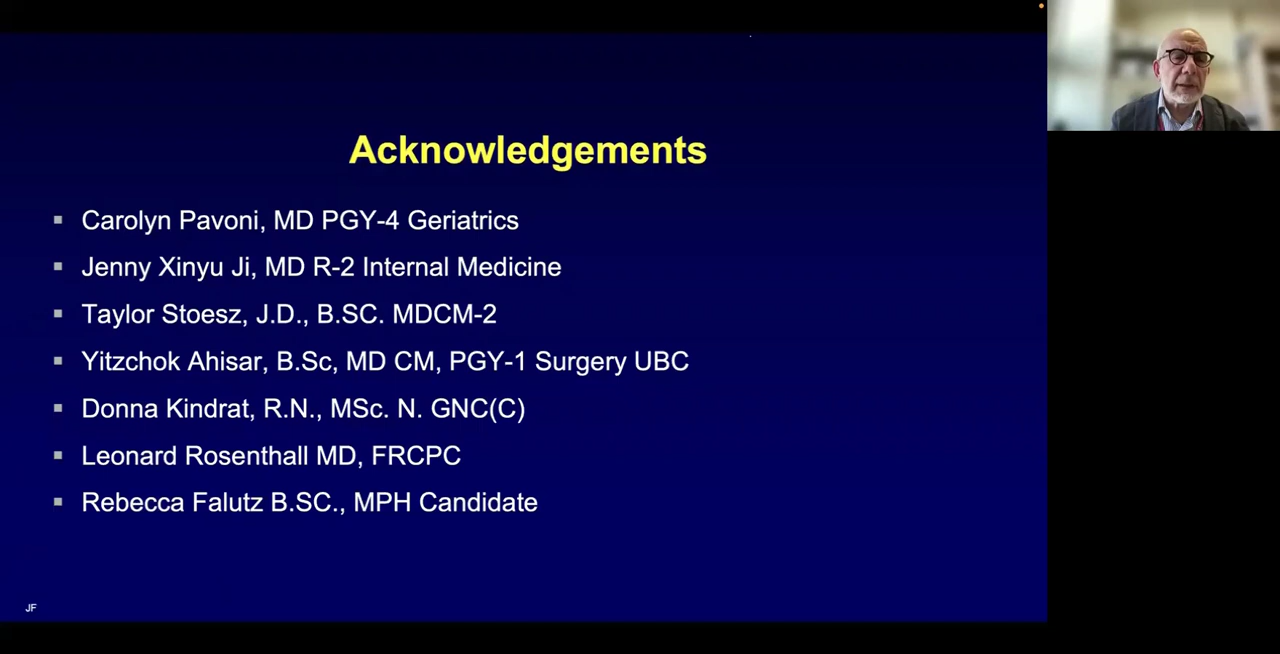 Acknowledgements
Carolyn Pavoni, MD PGY-4 Geriatrics
Jenny Xinyu Ji, MD R-2 Internal Medicine
Taylor Stoesz, J.D., B.SC. MDCM-2
Yitzchok Ahisar, B.Sc, MD CM, PGY-1 Surgery UBC
Donna Kindrat, R.N., MSc. N. GNC(C)
Leonard Rosenthall MD, FRCPC
Rebecca Falutz B.SC., MPH Candidate
JF